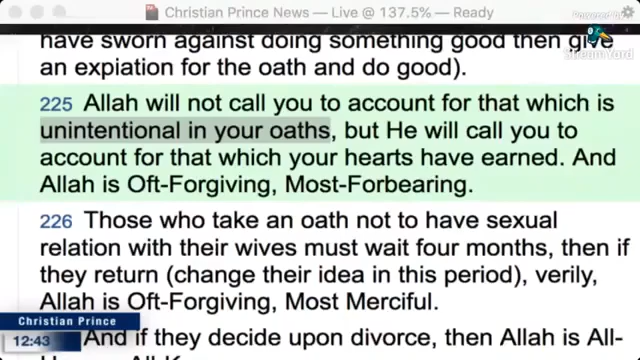 Christian Prince News — Live @ 137.5% — Ready
Powered by
StreamYard
have sworn against doing something good then give
an expiation for the oath and do good).
225 Allah will not call you to account for that which is
unintentional in your oaths, but He will call you to
account for that which your hearts have earned. And
Allah is Oft-Forgiving, Most-Forbearing.
226 Those who take an oath not to have sexual
relation with their wives must wait four months, then if
they return (change their idea in this period), verily,
Allah is Oft-Forgiving, Most Merciful.
Christian Prince
12:43
And if they decide upon divorce, then Allah is All-